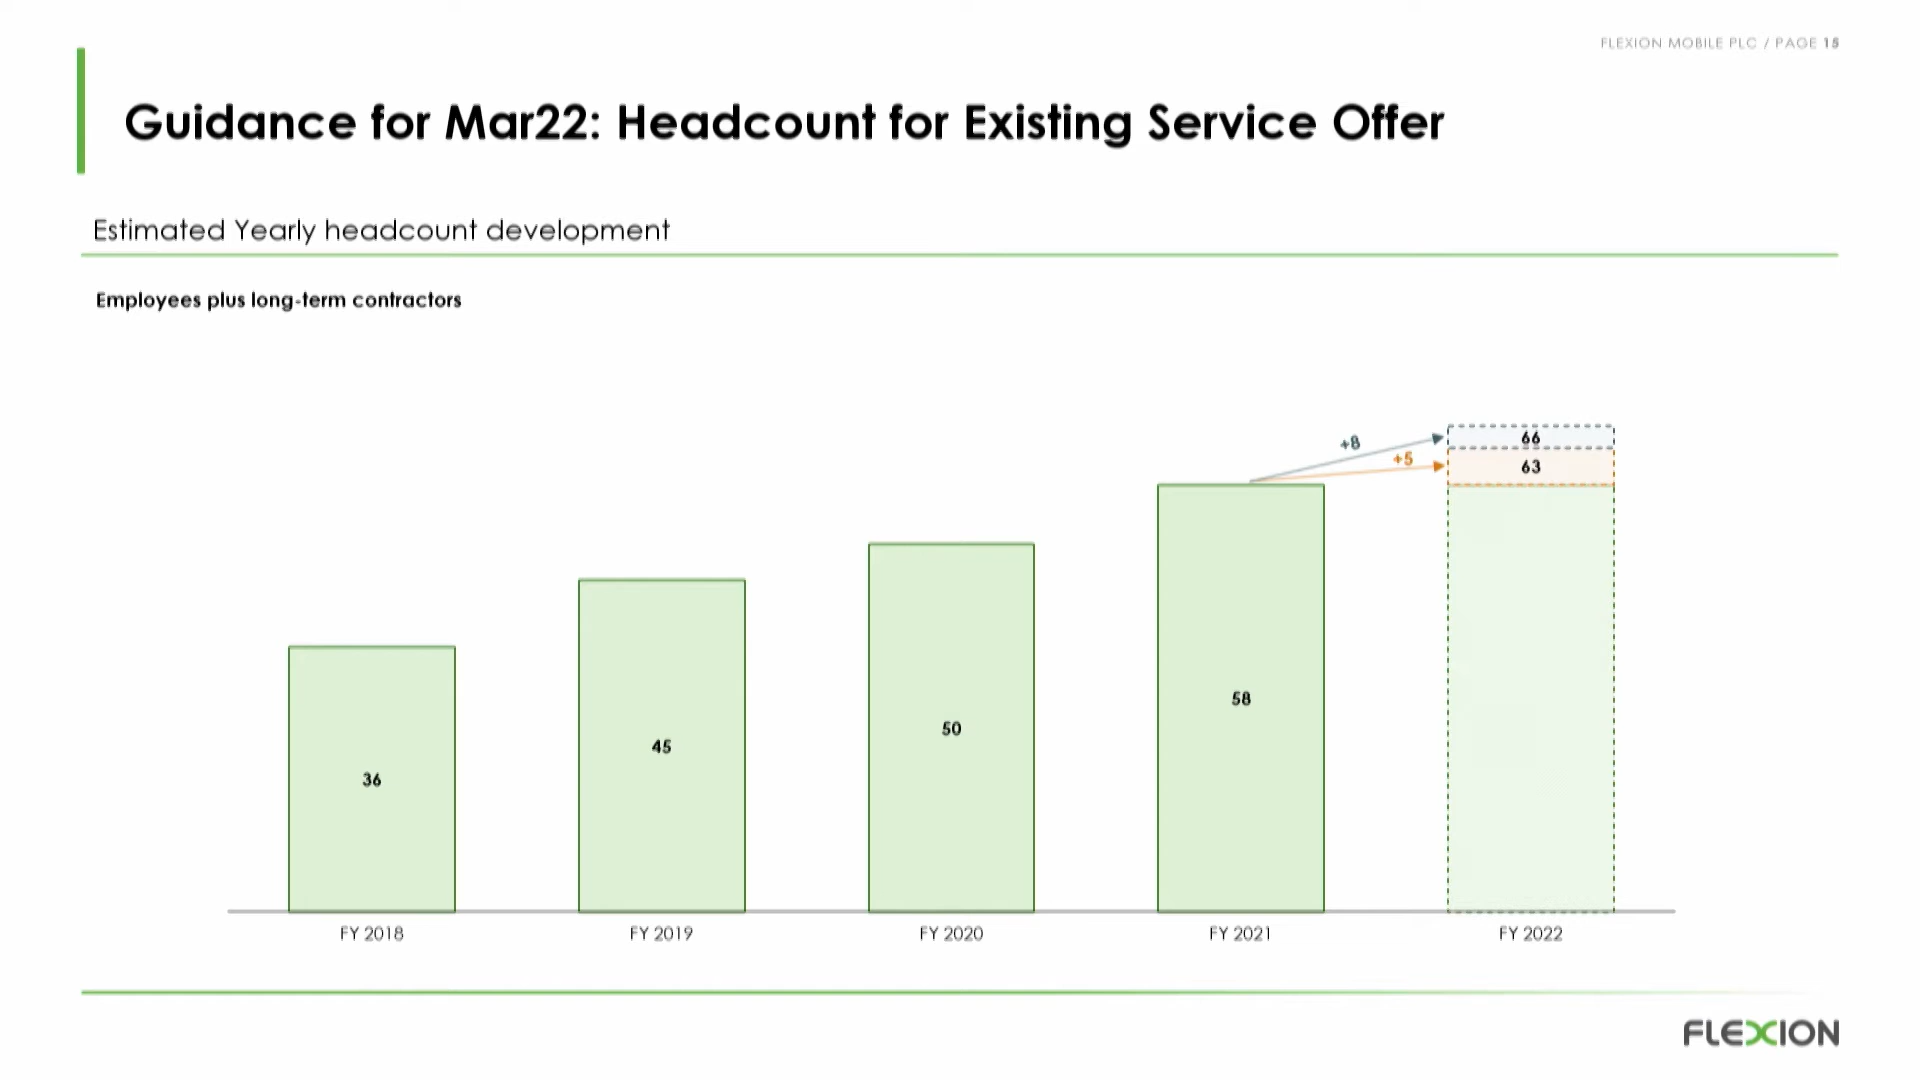 FLEXION MOBILE PLC / PAGE 15
Guidance for Mar22: Headcount for Existing Service Offer
Estimated Yearly headcount development
Employees plus long-term contractors
+8
+5
66
63
36
45
50
58
FY 2018
FY 2019
FY 2020
FY 2021
FY 2022
FLEXION